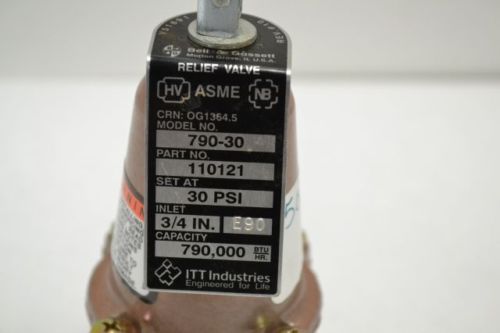 Bell & Gossett
Morton Grove, IL U.S.A.
RELIEF VALVE
HV ASME NB
CRN: OG1364.5
MODEL NO.
790-30
PART NO.
110121
SET AT
30 PSI
INLET
3/4 IN. E90
CAPACITY
790,000 BTU HR.
ITT Industries
Engineered for Life